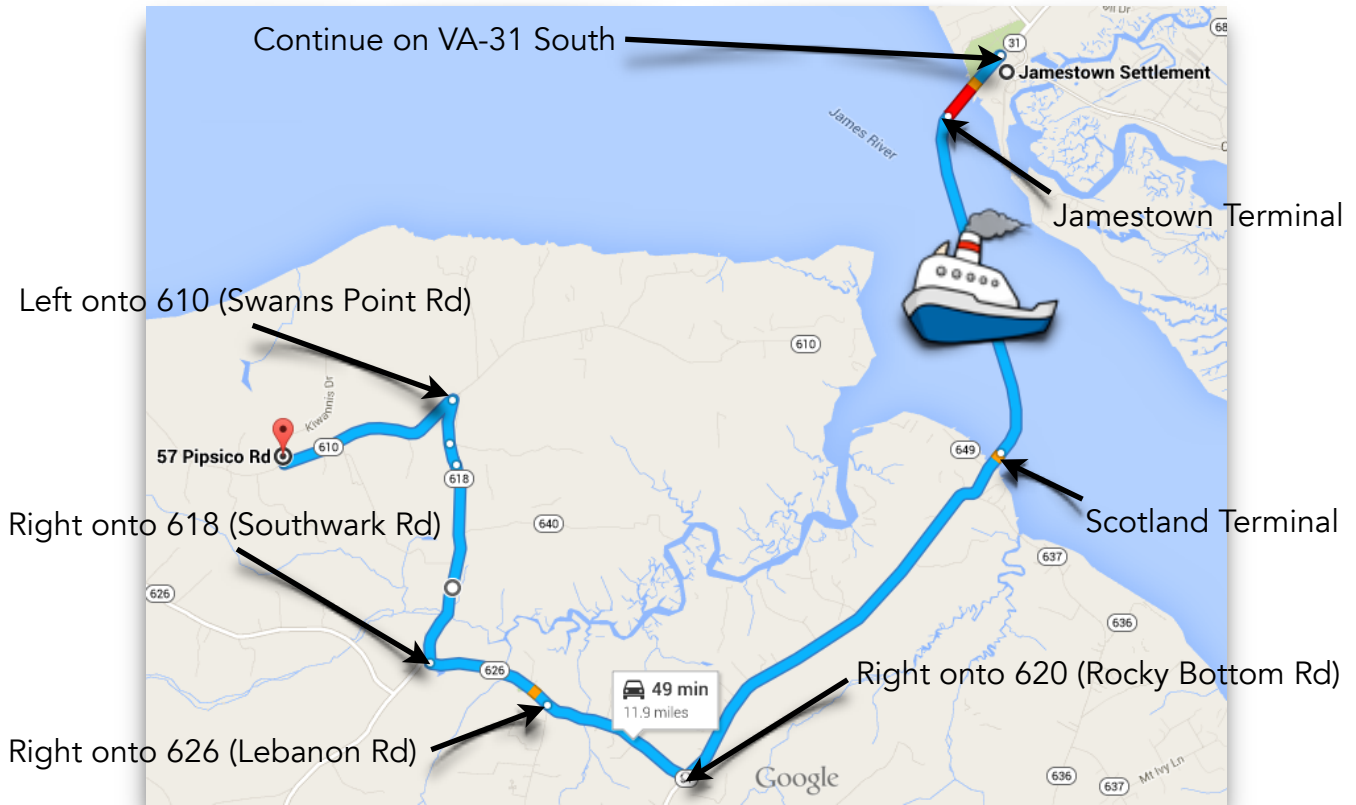 Continue on VA-31 South
31
Jamestown Settlement
James River
Jamestown Terminal
Left onto 610 (Swanns Point Rd)
610
Kiwannis Dr
610
57 Pipsico Rd
649
618
Right onto 618 (Southwark Rd)
640
Scotland Terminal
637
626
636
626
49 min
11.9 miles
Right onto 620 (Rocky Bottom Rd)
Right onto 626 (Lebanon Rd)
Google
636
637
Mt Ivy Ln